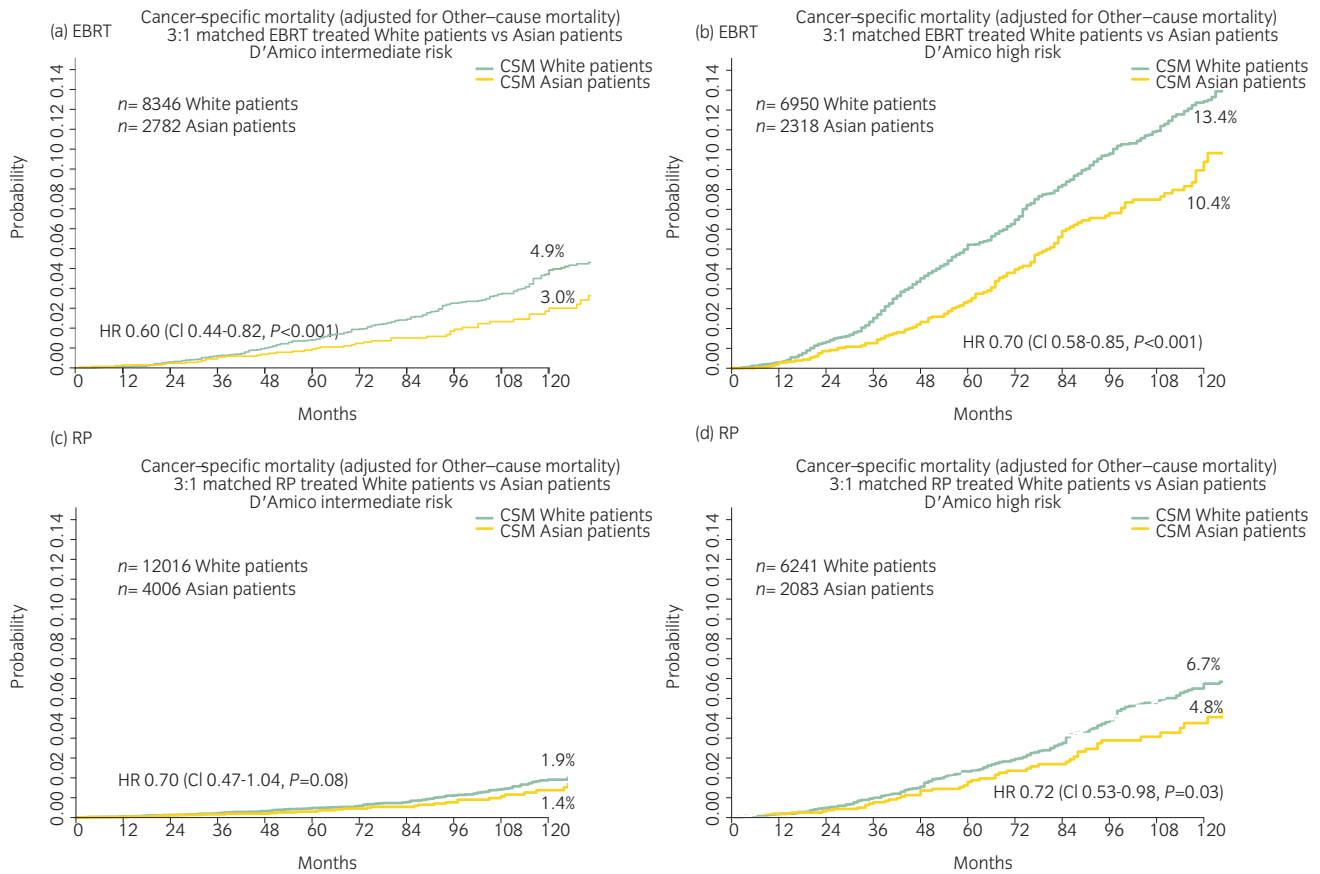 (a) EBRT
Cancer-specific mortality (adjusted for Other–cause mortality)
3:1 matched EBRT treated White patients vs Asian patients
D′Amico intermediate risk
CSM White patients
CSM Asian patients
n= 8346 White patients
n= 2782 Asian patients
4.9%
3.0%
HR 0.60 (CI 0.44-0.82, P<0.001)
Probability
0.00 0.02 0.04 0.06 0.08 0.10 0.12 0.14
0 12 24 36 48 60 72 84 96 108 120
Months
(b) EBRT
Cancer-specific mortality (adjusted for Other–cause mortality)
3:1 matched EBRT treated White patients vs Asian patients
D′Amico high risk
CSM White patients
CSM Asian patients
n= 6950 White patients
n= 2318 Asian patients
13.4%
10.4%
HR 0.70 (CI 0.58-0.85, P<0.001)
Probability
0.00 0.02 0.04 0.06 0.08 0.10 0.12 0.14
0 12 24 36 48 60 72 84 96 108 120
Months
(c) RP
Cancer-specific mortality (adjusted for Other–cause mortality)
3:1 matched RP treated White patients vs Asian patients
D′Amico intermediate risk
CSM White patients
CSM Asian patients
n= 12016 White patients
n= 4006 Asian patients
1.9%
HR 0.70 (CI 0.47-1.04, P=0.08)
1.4%
Probability
0.00 0.02 0.04 0.06 0.08 0.10 0.12 0.14
0 12 24 36 48 60 72 84 96 108 120
Months
(d) RP
Cancer-specific mortality (adjusted for Other–cause mortality)
3:1 matched RP treated White patients vs Asian patients
D′Amico high risk
CSM White patients
CSM Asian patients
n= 6241 White patients
n= 2083 Asian patients
6.7%
4.8%
HR 0.72 (CI 0.53-0.98, P=0.03)
Probability
0.00 0.02 0.04 0.06 0.08 0.10 0.12 0.14
0 12 24 36 48 60 72 84 96 108 120
Months